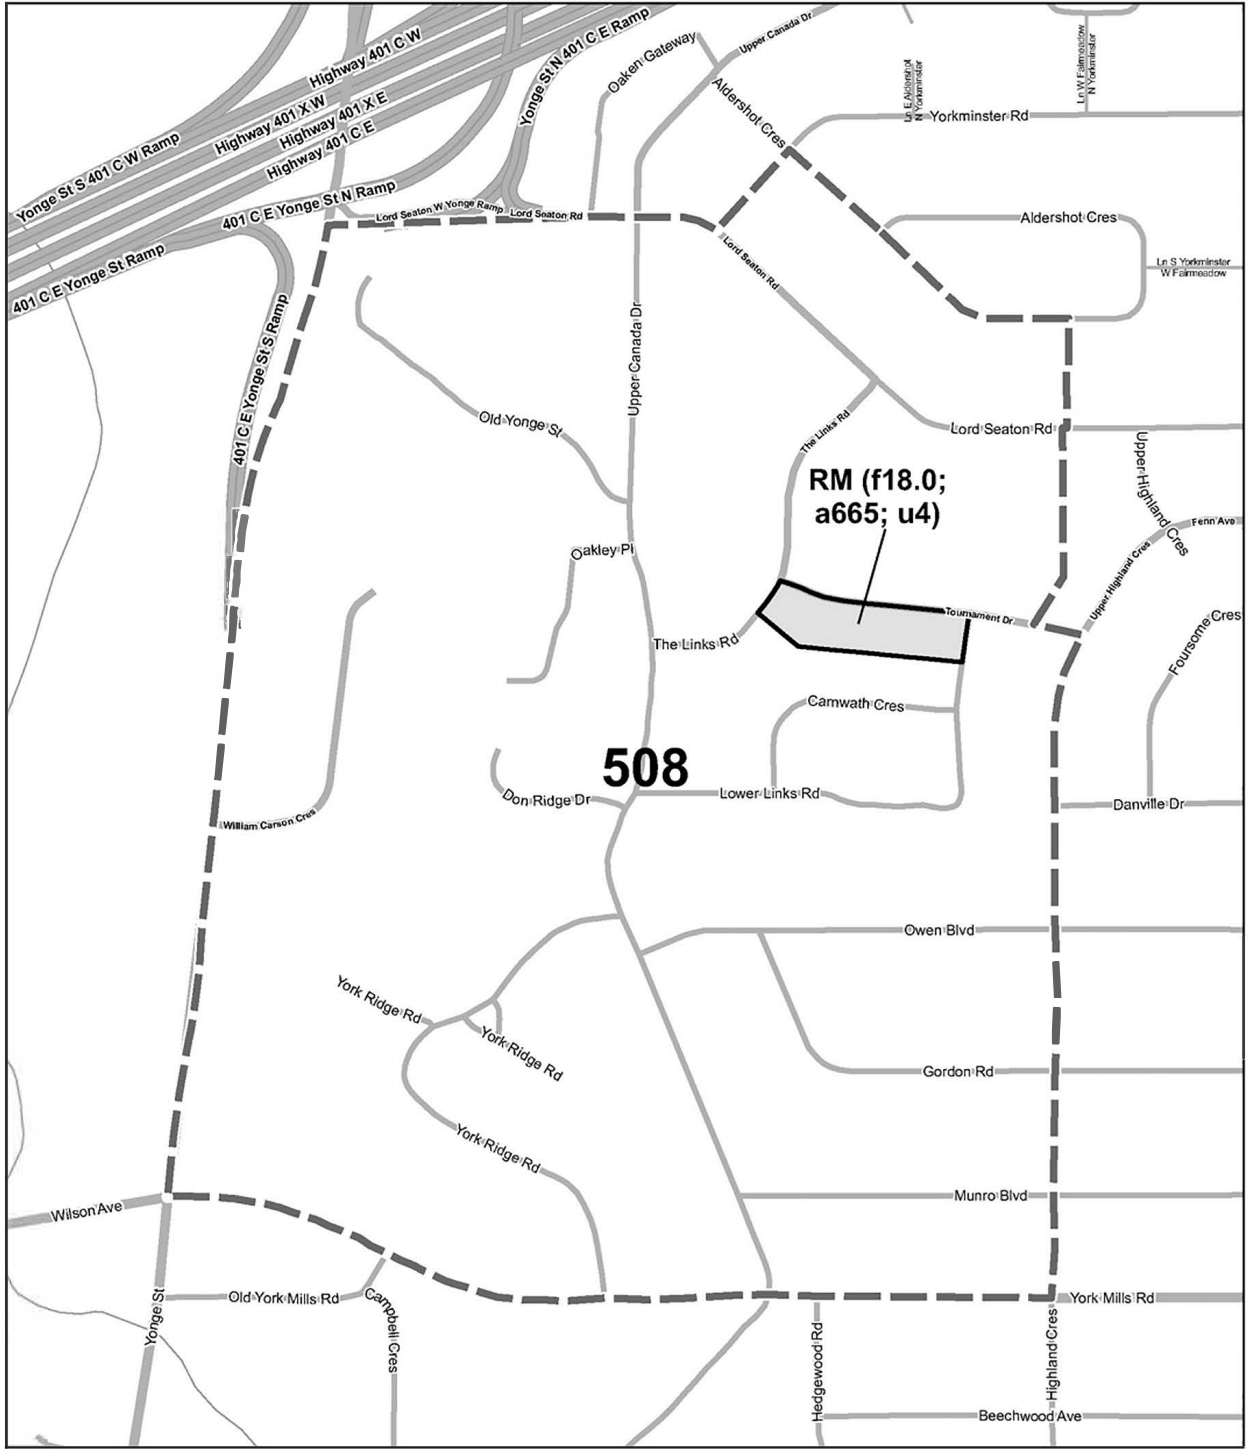 Highway 401 C W
Yonge St N 401 C E Ramp
Oaken Gateway
Upper Canada Dr
Ln E Aldershot
N Yorkminster
Ln W Fairmeadow
N Yorkminster
Highway 401 X W
Highway 401 X E
Highway 401 C E
Aldershot Cres
Yorkminster Rd
Yonge St S 401 C W Ramp
401 C E Yonge St N Ramp
Lord Seaton W Yonge Ramp
Lord Seaton Rd
Aldershot Cres
401 C E Yonge St Ramp
Lord Seaton Rd
Ln S Yorkminster
W Fairmeadow
401 C E Yonge St S Ramp
Upper Canada Dr
Old Yonge St
The Links Rd
Lord Seaton Rd
Upper Highland Cres
RM (f18.0;
a665; u4)
Fenn Ave
Oakley Pl
Upper Highland Cres
Tournament Dr
Foursome Cres
The Links Rd
Carnwath Cres
508
Don Ridge Dr
Lower Links Rd
Danville Dr
William Carson Cres
Owen Blvd
York Ridge Rd
York Ridge Rd
Gordon Rd
York Ridge Rd
Munro Blvd
Wilson Ave
Old York Mills Rd
Campbell Cres
York Mills Rd
Yonge St
Hedgewood Rd
Highland Cres
Beechwood Ave